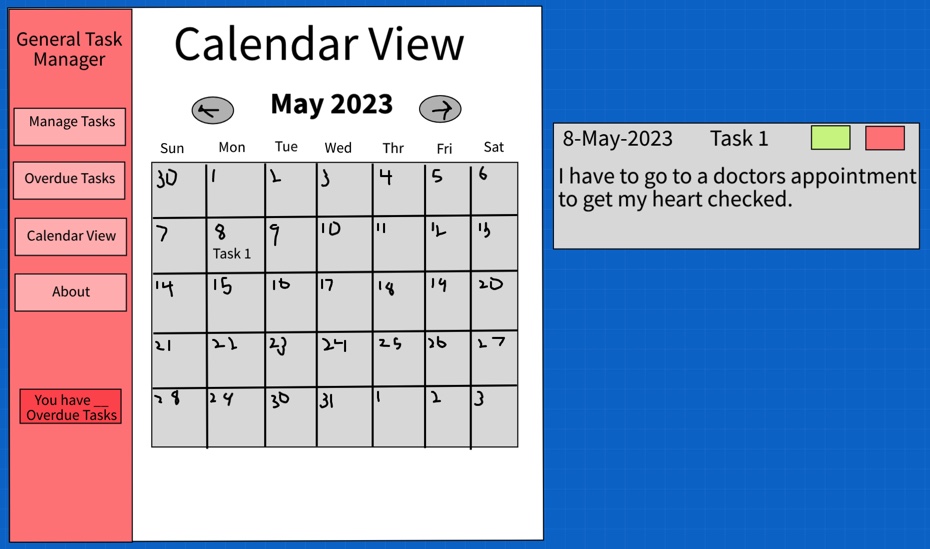 General Task
Manager
Manage Tasks
Overdue Tasks
Calendar View
About
You have __
Overdue Tasks
Calendar View
← May 2023 →
Sun Mon Tue Wed Thr Fri Sat
30 1 2 3 4 5 6
7 8 9 10 11 12 13
Task 1
14 15 16 17 18 19 20
21 22 23 24 25 26 27
28 29 30 31 1 2 3
8-May-2023 Task 1
I have to go to a doctors appointment
to get my heart checked.